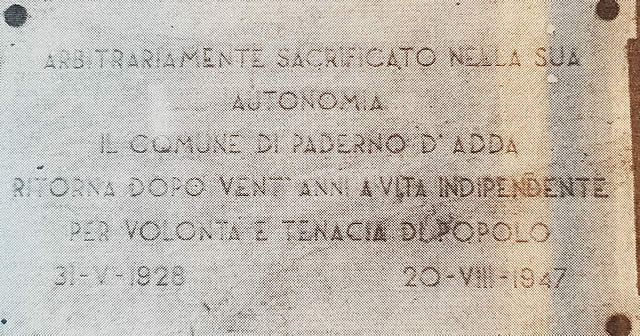 ARBITRARIAMENTE SACRIFICATO NELLA SUA
AUTONOMIA
IL COMUNE DI PADERNO D'ADDA
RITORNA DOPO VENT'ANNI A VITA INDIPENDENTE
PER VOLONTA E TENACIA DI POPOLO
31-V-1928 20-VIII-1947